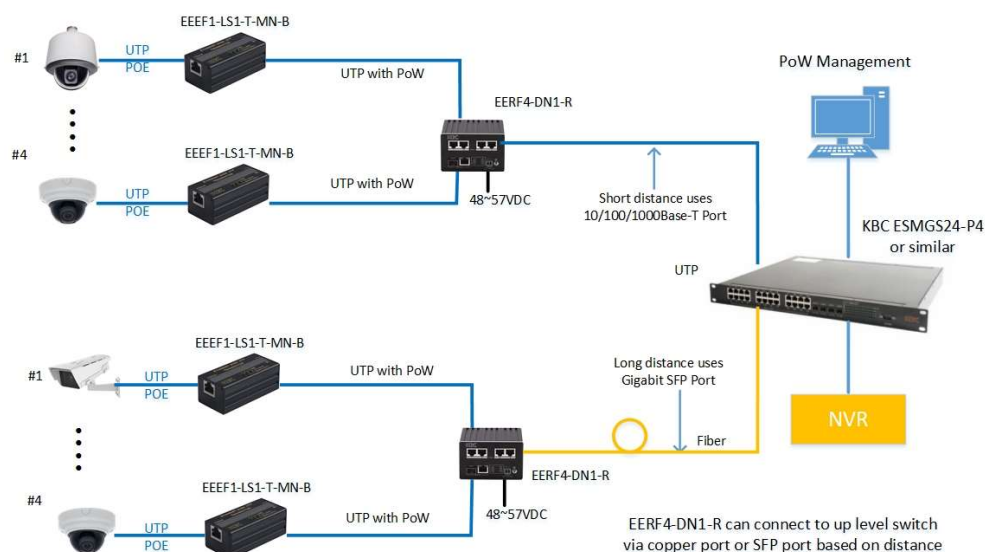 EEEF1-LS1-T-MN-B
#1
UTP
POE
UTP with PoW
EERF4-DN1-R
#4
EEEF1-LS1-T-MN-B
UTP
POE
UTP with PoW
48~57VDC
Short distance uses
10/100/1000Base-T Port
PoW Management
KBC ESMGS24-P4
or similar
UTP
EEEF1-LS1-T-MN-B
#1
UTP
POE
UTP with PoW
Long distance uses
Gigabit SFP Port
NVR
Fiber
KBC
EERF4-DN1-R
#4
EEEF1-LS1-T-MN-B
UTP
POE
UTP with PoW
48~57VDC
EERF4-DN1-R can connect to up level switch
via copper port or SFP port based on distance